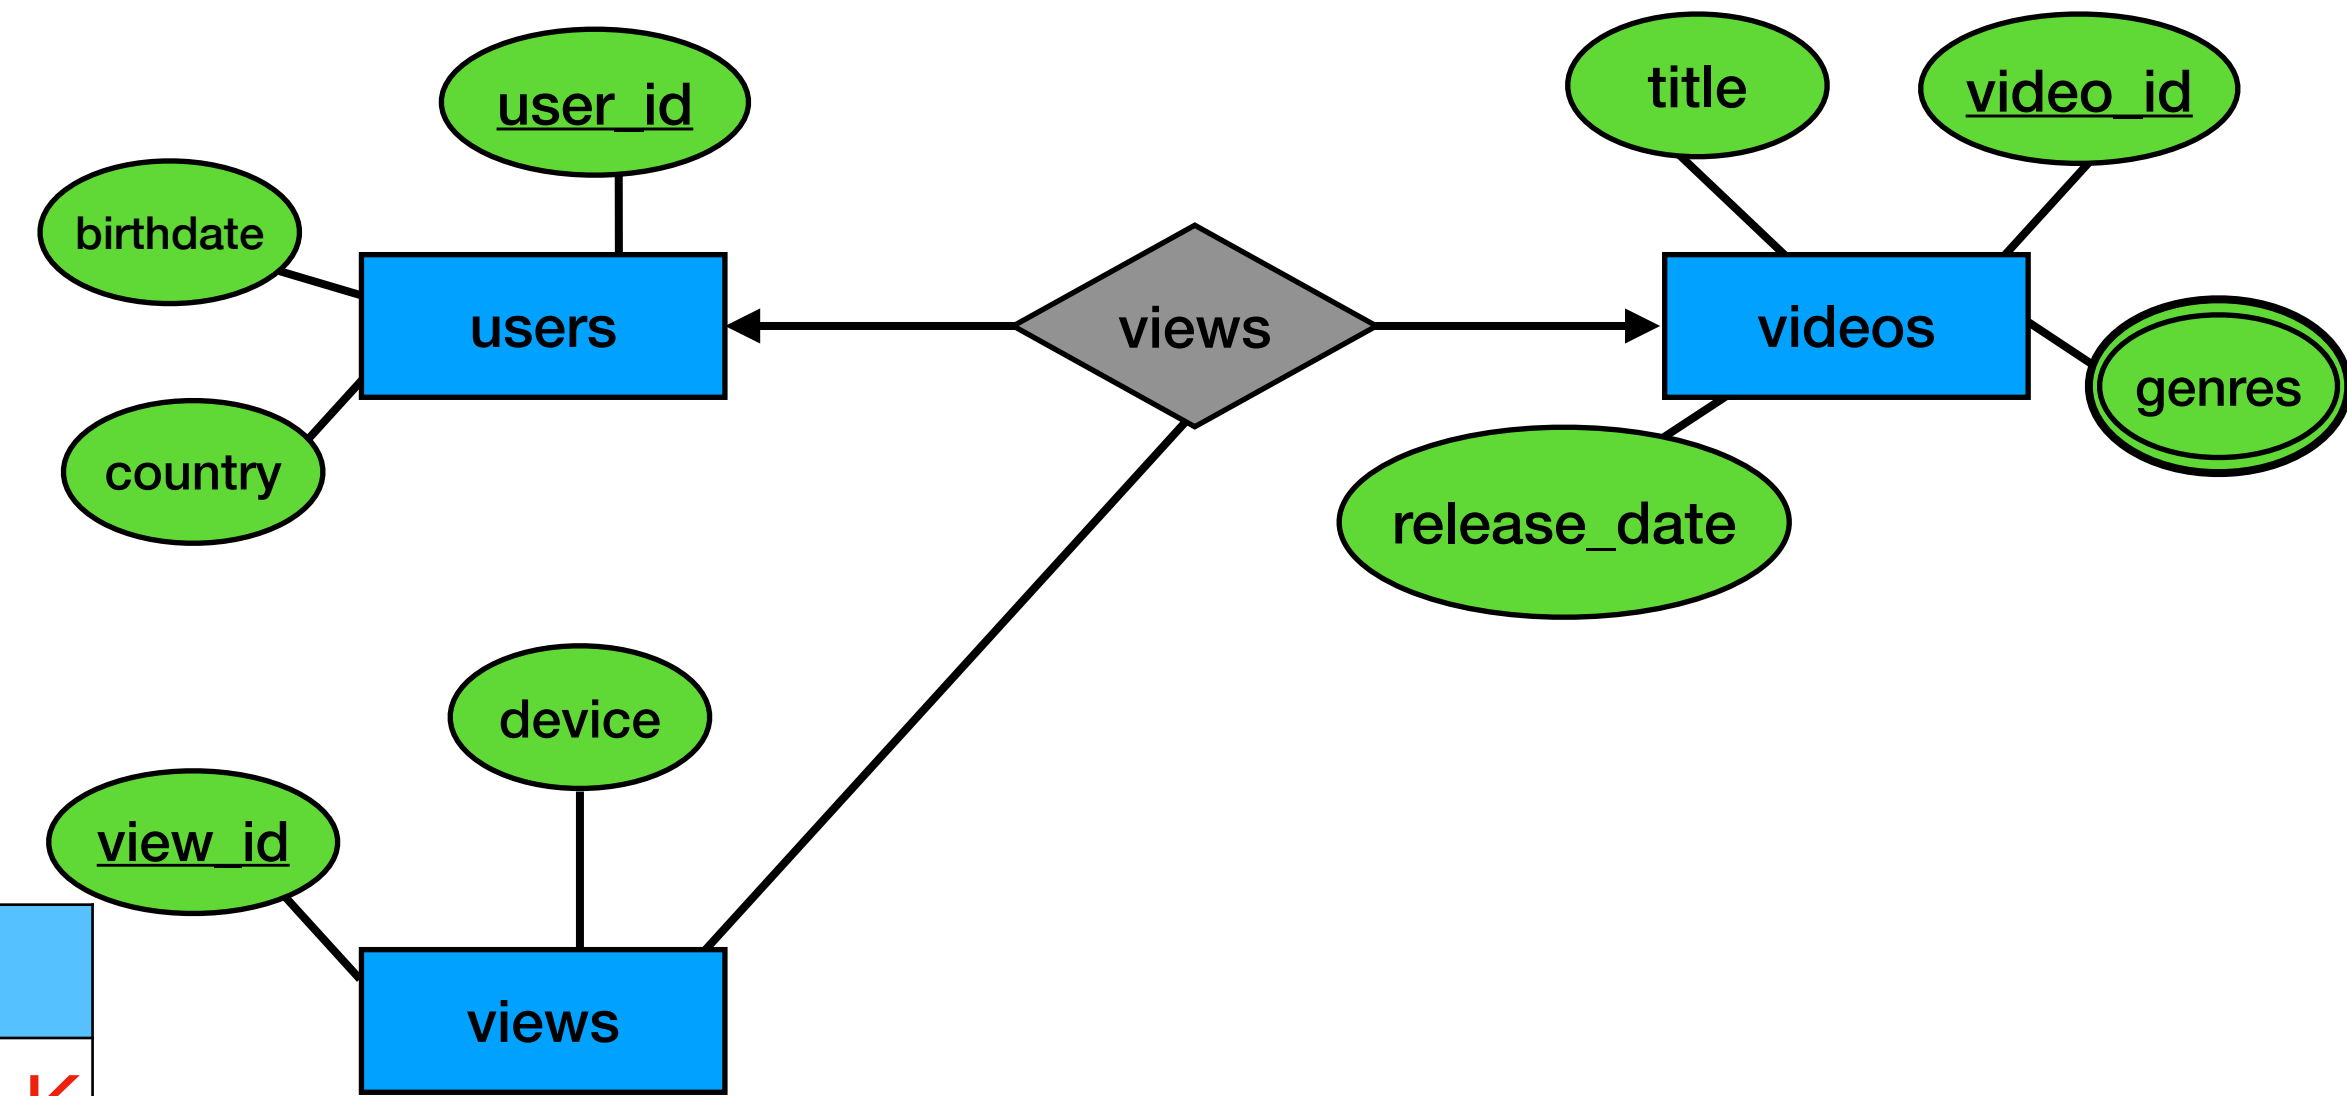 title
video_id
user_id
birthdate
users
views
videos
genres
country
release_date
device
view_id
views
K